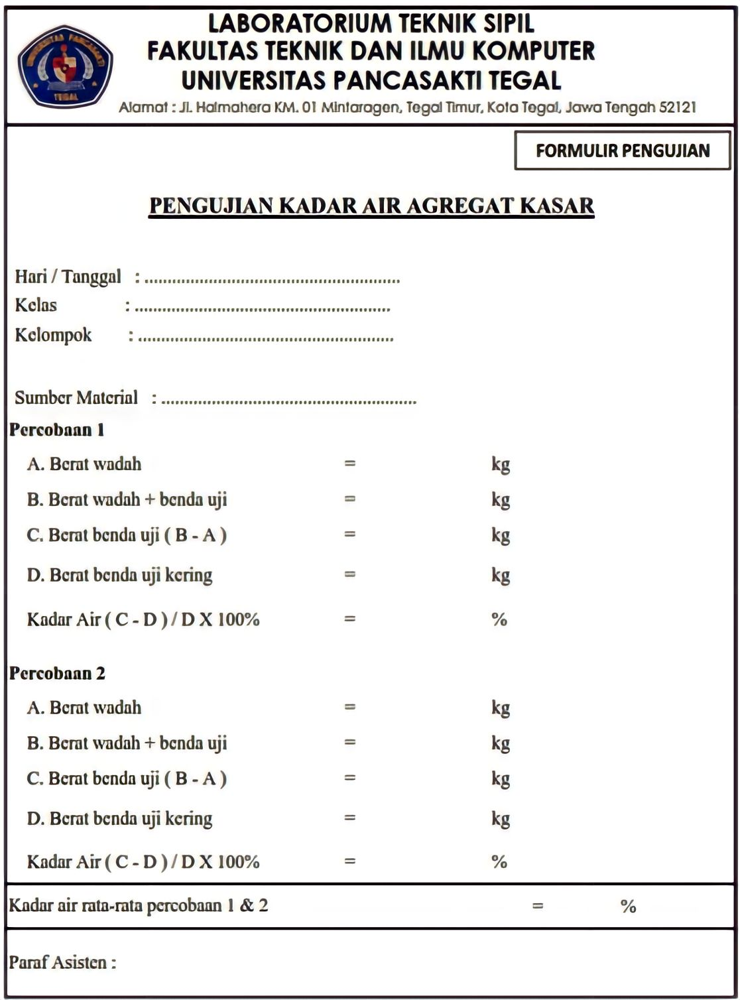 LABORATORIUM TEKNIK SIPIL
FAKULTAS TEKNIK DAN ILMU KOMPUTER
UNIVERSITAS PANCASAKTI TEGAL
Alamat : Jl. Halmahera KM. 01 Mintaragen, Tegal Timur, Kota Tegal, Jawa Tengah 52121
UNIVERSITAS PANCASAKTI
TEGAL
FORMULIR PENGUJIAN
PENGUJIAN KADAR AIR AGREGAT KASAR
Hari / Tanggal : ........................................................
Kelas : ........................................................
Kelompok : ........................................................
Sumber Material : ........................................................
Percobaan 1
A. Berat wadah = kg
B. Berat wadah + benda uji = kg
C. Berat benda uji ( B - A ) = kg
D. Berat benda uji kering = kg
Kadar Air ( C - D ) / D X 100% = %
Percobaan 2
A. Berat wadah = kg
B. Berat wadah + benda uji = kg
C. Berat benda uji ( B - A ) = kg
D. Berat benda uji kering = kg
Kadar Air ( C - D ) / D X 100% = %
Kadar air rata-rata percobaan 1 & 2 = %
Paraf Asisten :